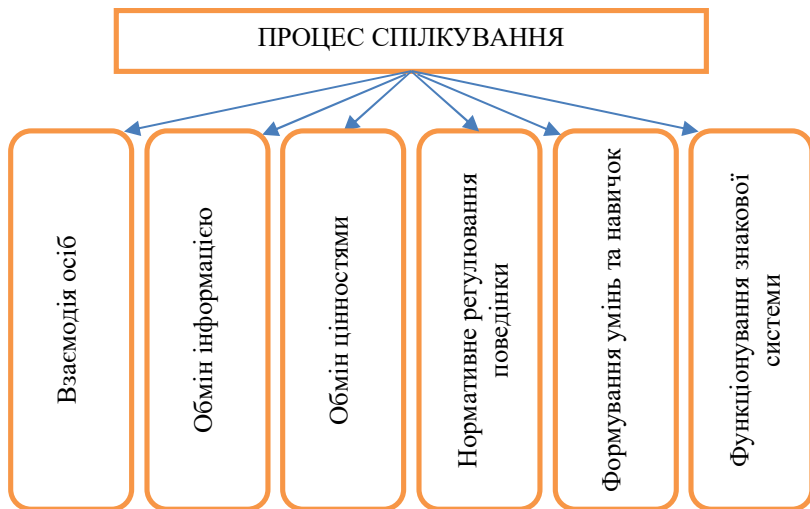 ПРОЦЕС СПІЛКУВАННЯ
Взаємодія осіб
Обмін інформацією
Обмін цінностями
Нормативне регулювання
поведінки
Формування умінь та навичок
Функціонування знакової
системи